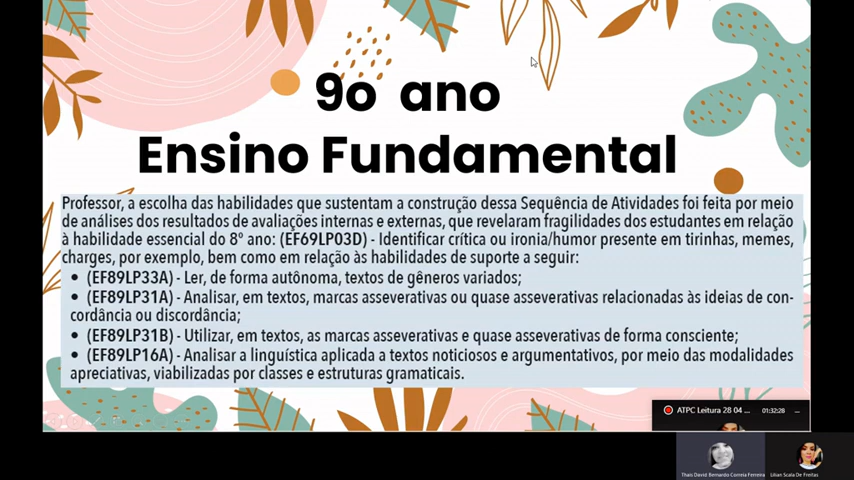 9o ano
Ensino Fundamental
Professor, a escolha das habilidades que sustentam a construção dessa Sequência de Atividades foi feita por meio
de análises dos resultados de avaliações internas e externas, que revelaram fragilidades dos estudantes em relação
à habilidade essencial do 8º ano: (EF69LP03D) - Identificar crítica ou ironia/humor presente em tirinhas, memes,
charges, por exemplo, bem como em relação às habilidades de suporte a seguir:
• (EF89LP33A) - Ler, de forma autônoma, textos de gêneros variados;
• (EF89LP31A) - Analisar, em textos, marcas asseverativas ou quase asseverativas relacionadas às ideias de con-
cordância ou discordância;
• (EF89LP31B) - Utilizar, em textos, as marcas asseverativas e quase asseverativas de forma consciente;
• (EF89LP16A) - Analisar a linguística aplicada a textos noticiosos e argumentativos, por meio das modalidades
apreciativas, viabilizadas por classes e estruturas gramaticais.
ATPC Leitura 28 04 ... 01:32:28 ...
Thais David Bernardo Correia Ferreira Lilian Scala De Freitas